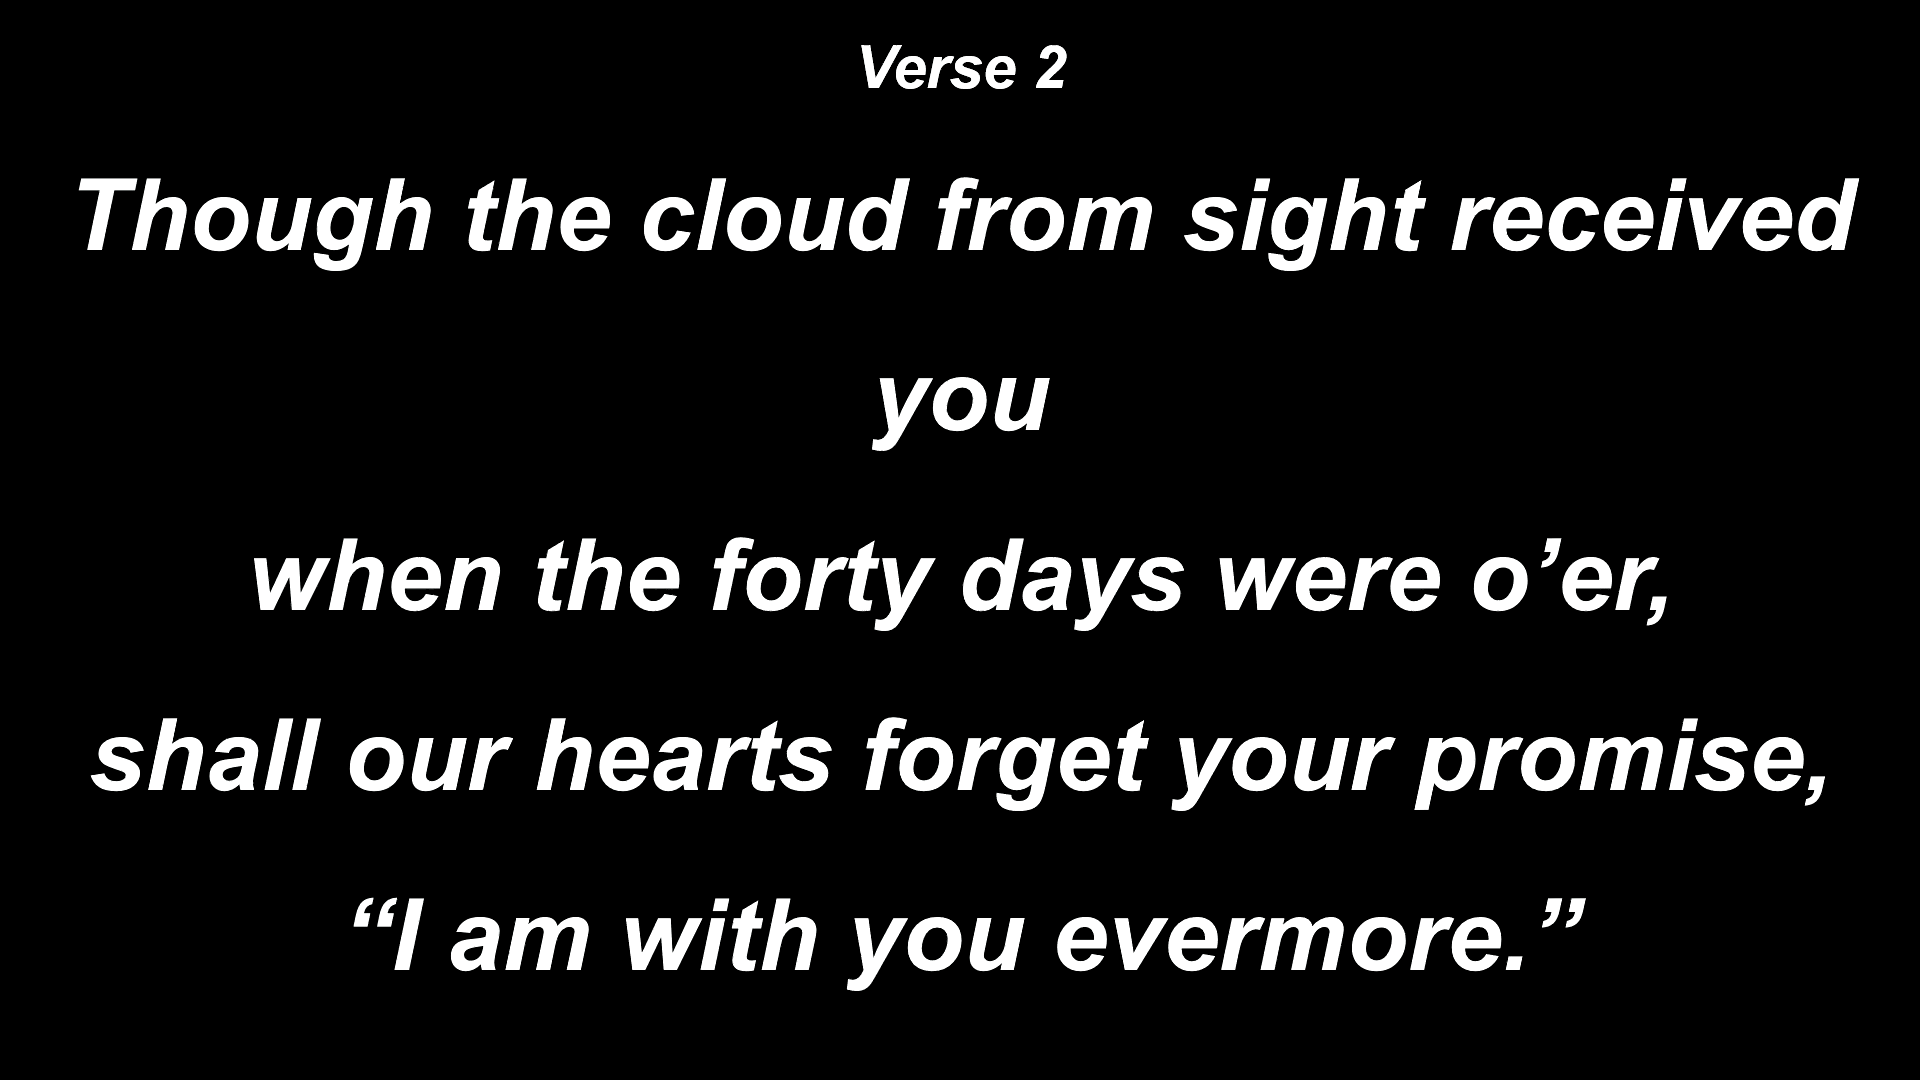 Verse 2
Though the cloud from sight received
you
when the forty days were o’er,
shall our hearts forget your promise,
“I am with you evermore.”